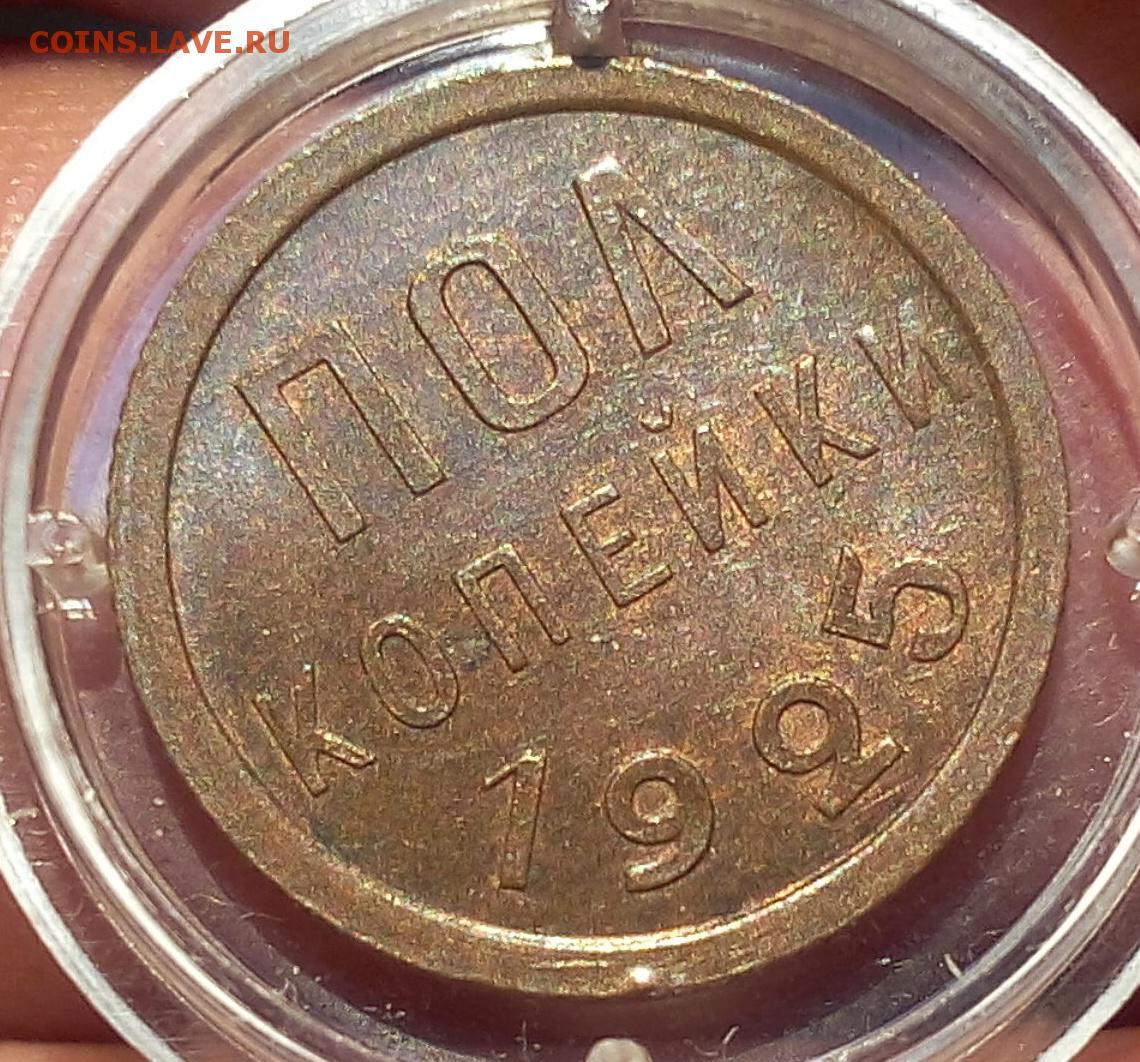 COINS.LAVE.RU
ПОЛ
КОПЕЙКИ
1925